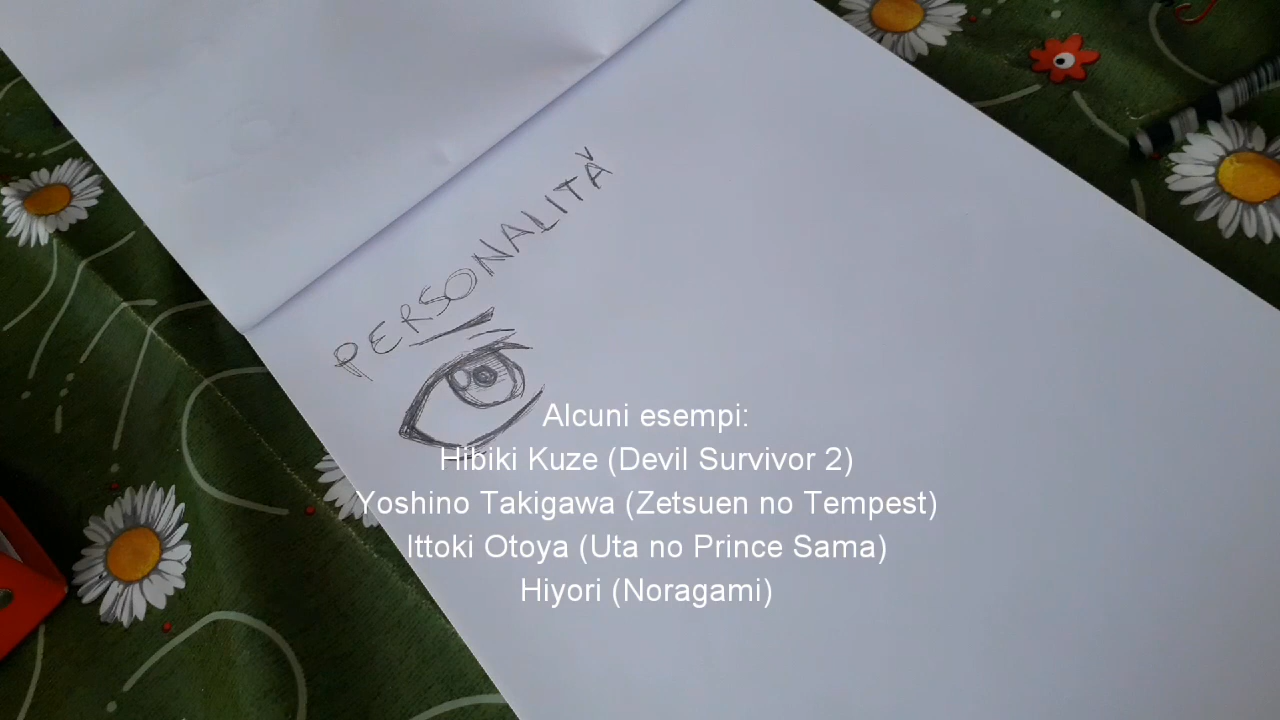 PERSONALITÀ
Alcuni esempi:
Hibiki Kuze (Devil Survivor 2)
Yoshino Takigawa (Zetsuen no Tempest)
Ittoki Otoya (Uta no Prince Sama)
Hiyori (Noragami)